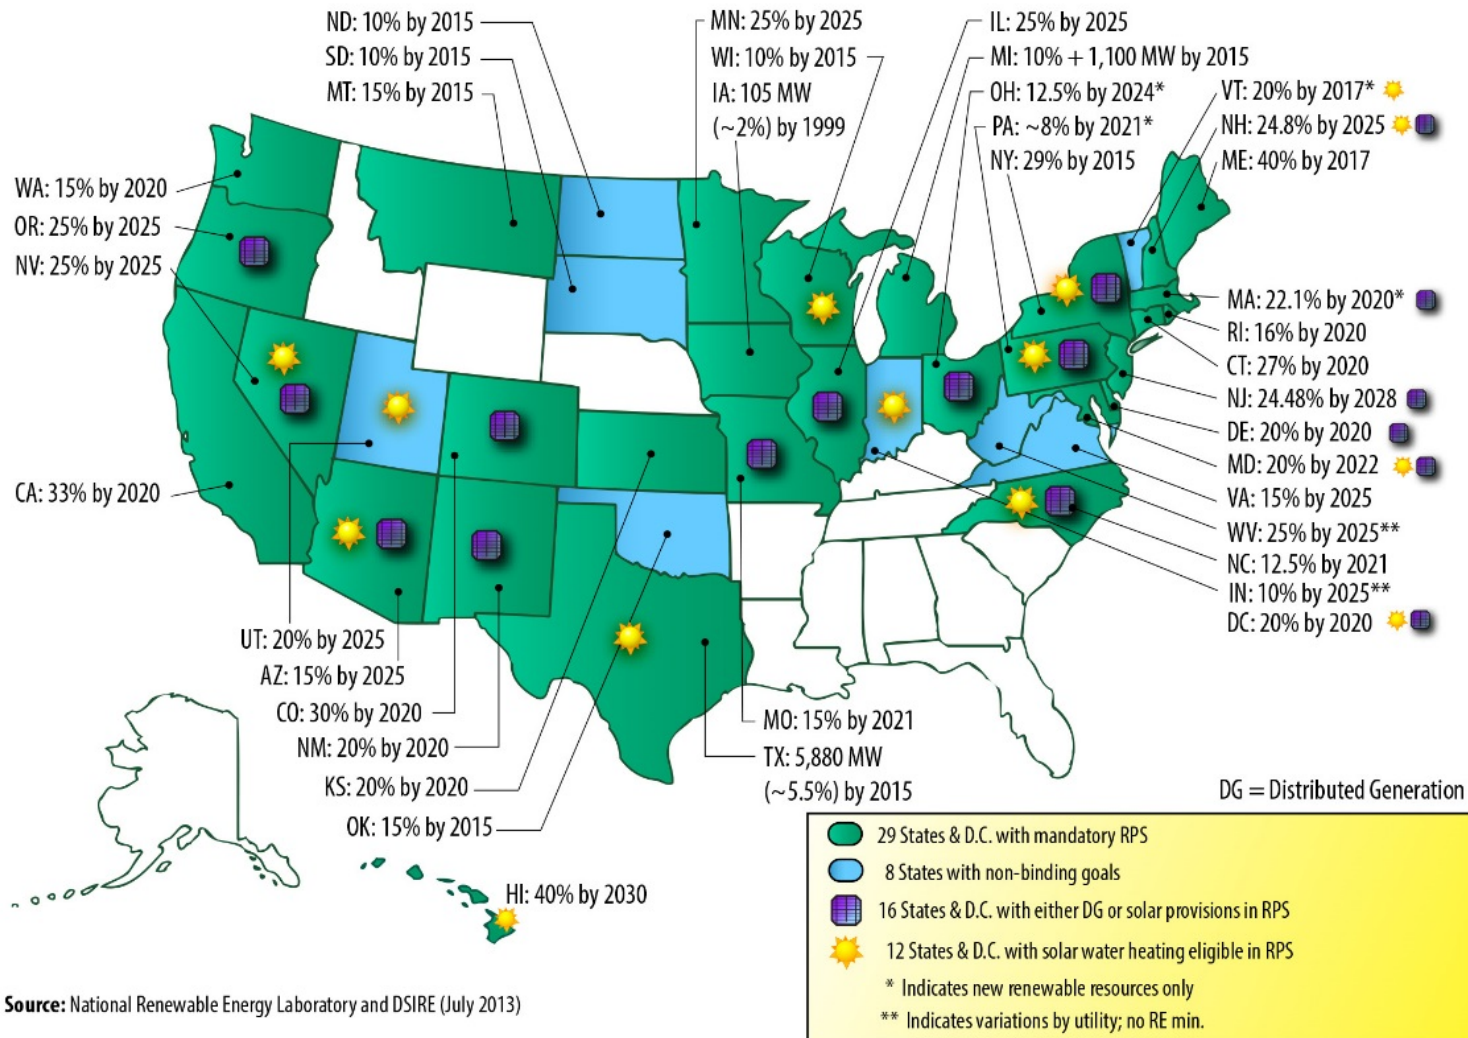 ND: 10% by 2015
SD: 10% by 2015
MT: 15% by 2015
MN: 25% by 2025
WI: 10% by 2015
IA: 105 MW
(~2%) by 1999
IL: 25% by 2025
MI: 10% + 1,100 MW by 2015
OH: 12.5% by 2024*
PA: ~8% by 2021*
NY: 29% by 2015
VT: 20% by 2017*
NH: 24.8% by 2025
ME: 40% by 2017
WA: 15% by 2020
OR: 25% by 2025
NV: 25% by 2025
MA: 22.1% by 2020*
RI: 16% by 2020
CT: 27% by 2020
NJ: 24.48% by 2028
DE: 20% by 2020
MD: 20% by 2022
VA: 15% by 2025
WV: 25% by 2025**
NC: 12.5% by 2021
IN: 10% by 2025**
DC: 20% by 2020
CA: 33% by 2020
UT: 20% by 2025
AZ: 15% by 2025
CO: 30% by 2020
NM: 20% by 2020
KS: 20% by 2020
OK: 15% by 2015
MO: 15% by 2021
TX: 5,880 MW
(~5.5%) by 2015
HI: 40% by 2030
DG = Distributed Generation
29 States & D.C. with mandatory RPS
8 States with non-binding goals
16 States & D.C. with either DG or solar provisions in RPS
12 States & D.C. with solar water heating eligible in RPS
* Indicates new renewable resources only
** Indicates variations by utility; no RE min.
Source: National Renewable Energy Laboratory and DSIRE (July 2013)